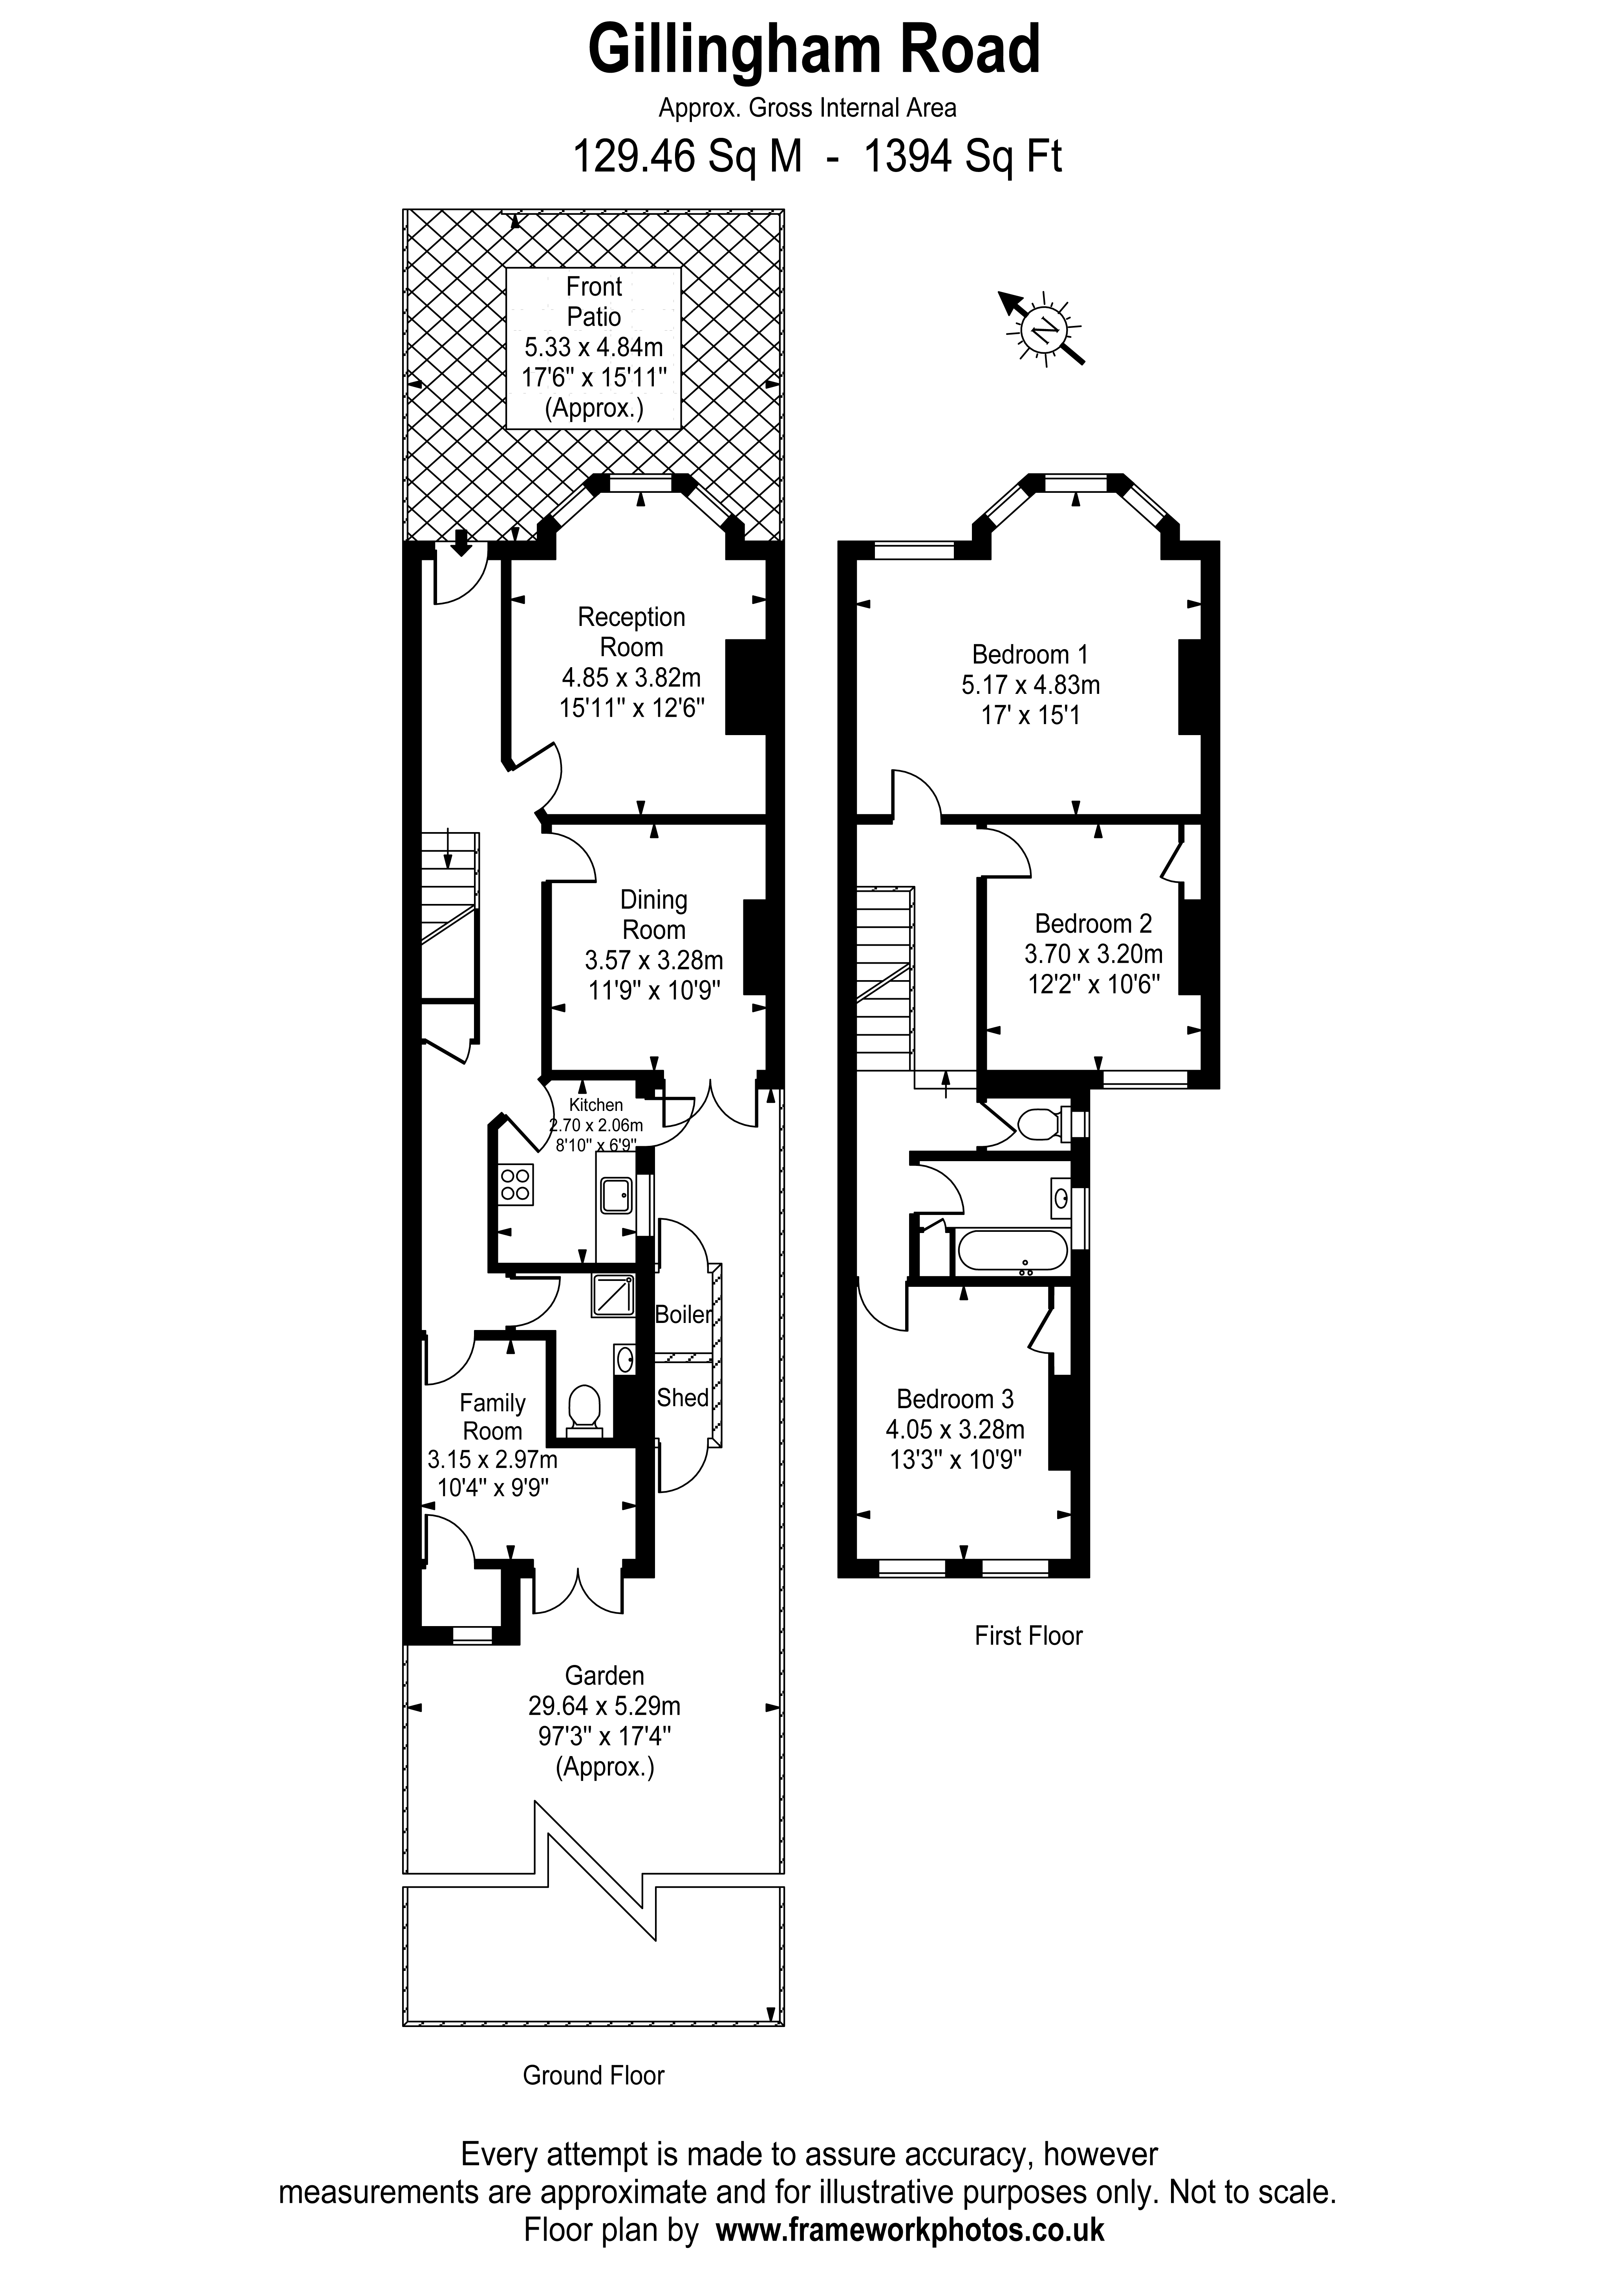 Gillingham Road
Approx. Gross Internal Area
129.46 Sq M - 1394 Sq Ft
Front
Patio
5.33 x 4.84m
17'6" x 15'11"
(Approx.)
N
Reception
Room
4.85 x 3.82m
15'11" x 12'6"
Dining
Room
3.57 x 3.28m
11'9" x 10'9"
Kitchen
2.70 x 2.06m
8'10" x 6'9"
Boiler
Shed
Family
Room
3.15 x 2.97m
10'4" x 9'9"
Garden
29.64 x 5.29m
97'3" x 17'4"
(Approx.)
Ground Floor
Bedroom 1
5.17 x 4.83m
17' x 15'1
Bedroom 2
3.70 x 3.20m
12'2" x 10'6"
Bedroom 3
4.05 x 3.28m
13'3" x 10'9"
First Floor
Every attempt is made to assure accuracy, however
measurements are approximate and for illustrative purposes only. Not to scale.
Floor plan by www.frameworkphotos.co.uk